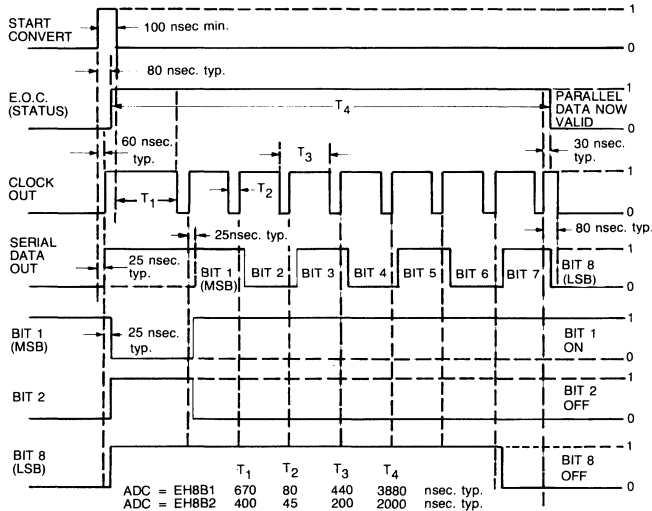 START CONVERT
100 nsec min.
1
0
80 nsec. typ.
E.O.C. (STATUS)
T4
1
PARALLEL DATA NOW VALID
0
60 nsec. typ.
T3
30 nsec. typ.
CLOCK OUT
T1
T2
1
0
25nsec. typ.
80 nsec. typ.
SERIAL DATA OUT
25 nsec. typ.
BIT 1 (MSB)
BIT 2
BIT 3
BIT 4
BIT 5
BIT 6
BIT 7
BIT 8 (LSB)
1
0
BIT 1 (MSB)
25 nsec. typ.
1
BIT 1 ON
0
BIT 2
1
BIT 2 OFF
0
BIT 8 (LSB)
1
BIT 8 OFF
0
T1 T2 T3 T4
ADC = EH8B1 670 80 440 3880 nsec. typ.
ADC = EH8B2 400 45 200 2000 nsec. typ.